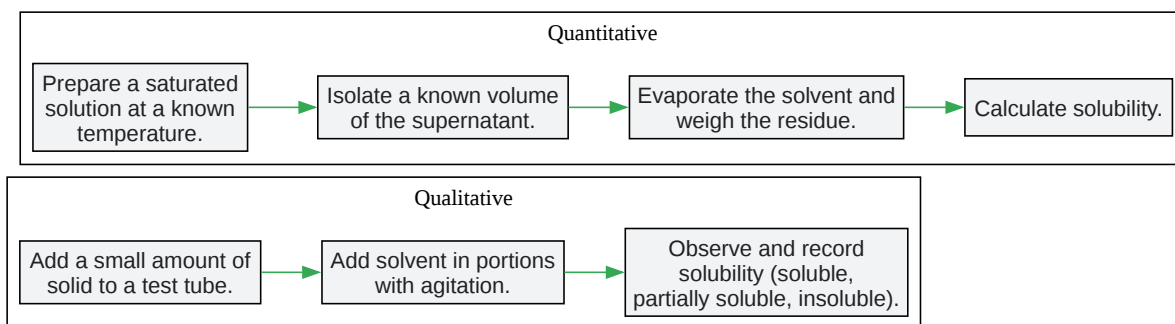 Quantitative
Prepare a saturated
solution at a known
temperature.
Isolate a known volume
of the supernatant.
Evaporate the solvent and
weigh the residue.
Calculate solubility.
Qualitative
Add a small amount of
solid to a test tube.
Add solvent in portions
with agitation.
Observe and record
solubility (soluble,
partially soluble, insoluble).